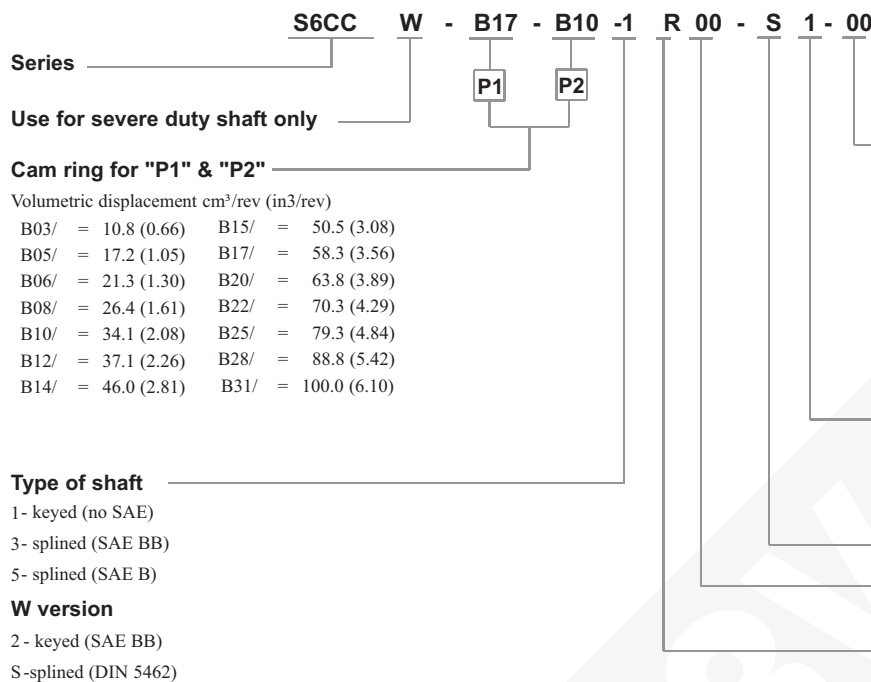 S6CC W - B17 - B10 -1 R 00 - S 1 - 00
Series
P1 P2
Use for severe duty shaft only
Cam ring for "P1" & "P2"
Volumetric displacement cm³/rev (in3/rev)
B03/ = 10.8 (0.66) B15/ = 50.5 (3.08)
B05/ = 17.2 (1.05) B17/ = 58.3 (3.56)
B06/ = 21.3 (1.30) B20/ = 63.8 (3.89)
B08/ = 26.4 (1.61) B22/ = 70.3 (4.29)
B10/ = 34.1 (2.08) B25/ = 79.3 (4.84)
B12/ = 37.1 (2.26) B28/ = 88.8 (5.42)
B14/ = 46.0 (2.81) B31/ = 100.0 (6.10)
Type of shaft
1- keyed (no SAE)
3- splined (SAE BB)
5- splined (SAE B)
W version
2 - keyed (SAE BB)
S -splined (DIN 5462)